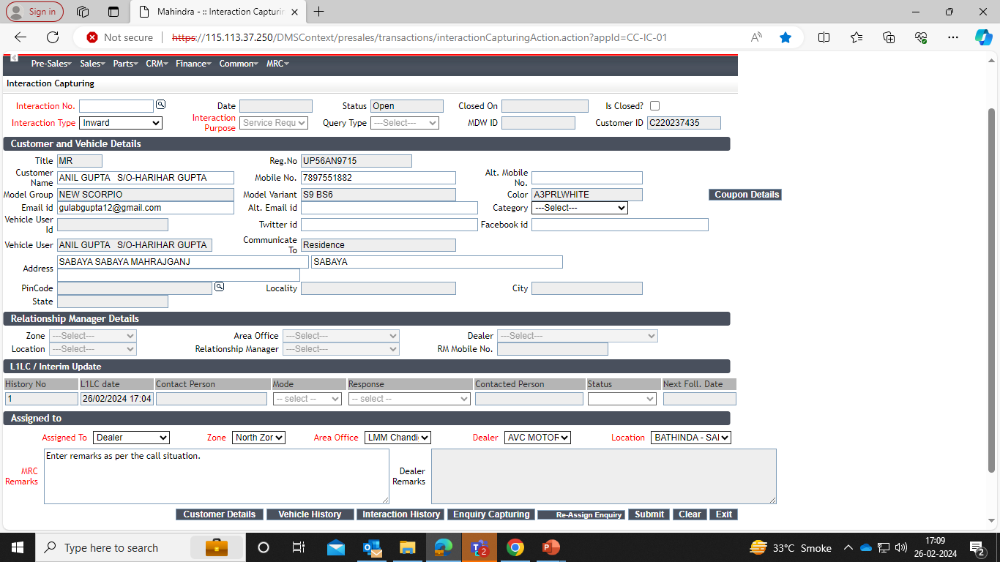 Sign in
Mahindra - :: Interaction Capturin
Not secure
https://115.113.37.250/DMSContext/presales/transactions/interactionCapturingAction.action?appId=CC-IC-01
Pre-Sales Sales Parts CRM Finance Common MRC
Interaction Capturing
Interaction No. Date Status Open Closed On Is Closed?
Interaction Type Inward Interaction Purpose Service Requ Query Type ---Select--- MDW ID Customer ID C220237435
Customer and Vehicle Details
Title MR Reg.No UP56AN9715
Customer Name ANIL GUPTA S/O-HARIHAR GUPTA Mobile No. 7897551882 Alt. Mobile No.
Model Group NEW SCORPIO Model Variant S9 BS6 Color A3PRLWHITE Coupon Details
Email id gulabgupta12@gmail.com Alt. Email id Category ---Select---
Vehicle User Id Twitter id Facebook id
Vehicle User ANIL GUPTA S/O-HARIHAR GUPTA Communicate To Residence
Address SABAYA SABAYA MAHRAJGANJ SABAYA
PinCode Locality City
State
Relationship Manager Details
Zone ---Select--- Area Office ---Select--- Dealer ---Select---
Location ---Select--- Relationship Manager ---Select--- RM Mobile No.
L1LC / Interim Update
History No L1LC date Contact Person Mode Response Contacted Person Status Next Foll. Date
1 26/02/2024 17:04 -- select -- -- select --
Assigned to
Assigned To Dealer Zone North Zor Area Office LMM Chandi Dealer AVC MOTOR Location BATHINDA - SAI
MRC Remarks Enter remarks as per the call situation. Dealer Remarks
Customer Details Vehicle History Interaction History Enquiry Capturing Re-Assign Enquiry Submit Clear Exit
Type here to search
2
33°C Smoke
17:09
26-02-2024
2